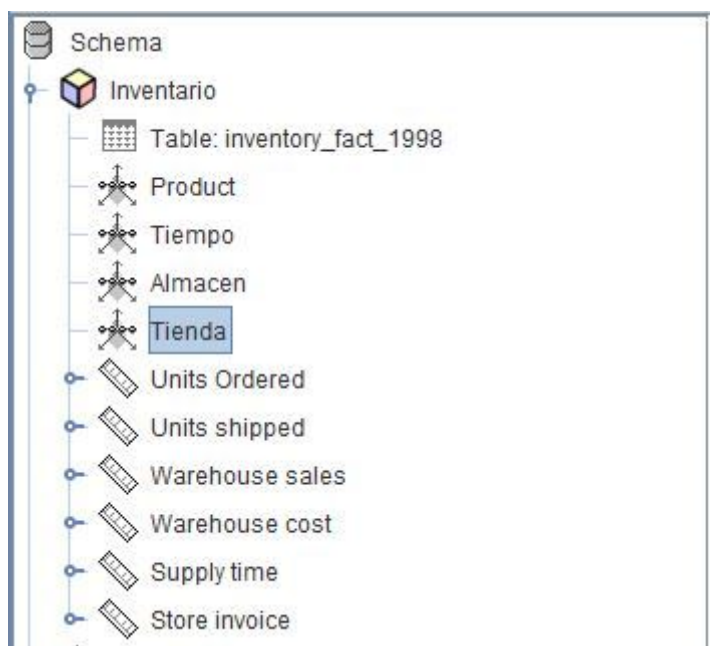 Schema
Inventario
Table: inventory_fact_1998
Product
Tiempo
Almacen
Tienda
Units Ordered
Units shipped
Warehouse sales
Warehouse cost
Supply time
Store invoice